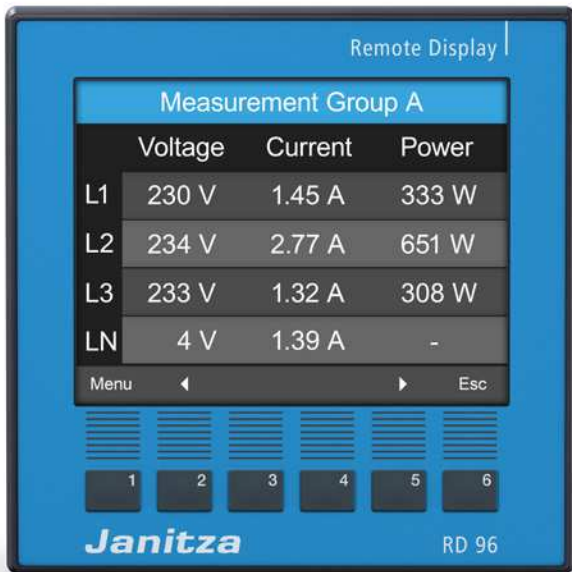 Remote Display
Measurement Group A
Voltage Current Power
L1 230 V 1.45 A 333 W
L2 234 V 2.77 A 651 W
L3 233 V 1.32 A 308 W
LN 4 V 1.39 A -
Menu ◀ ▶ Esc
1 2 3 4 5 6
Janitza RD 96